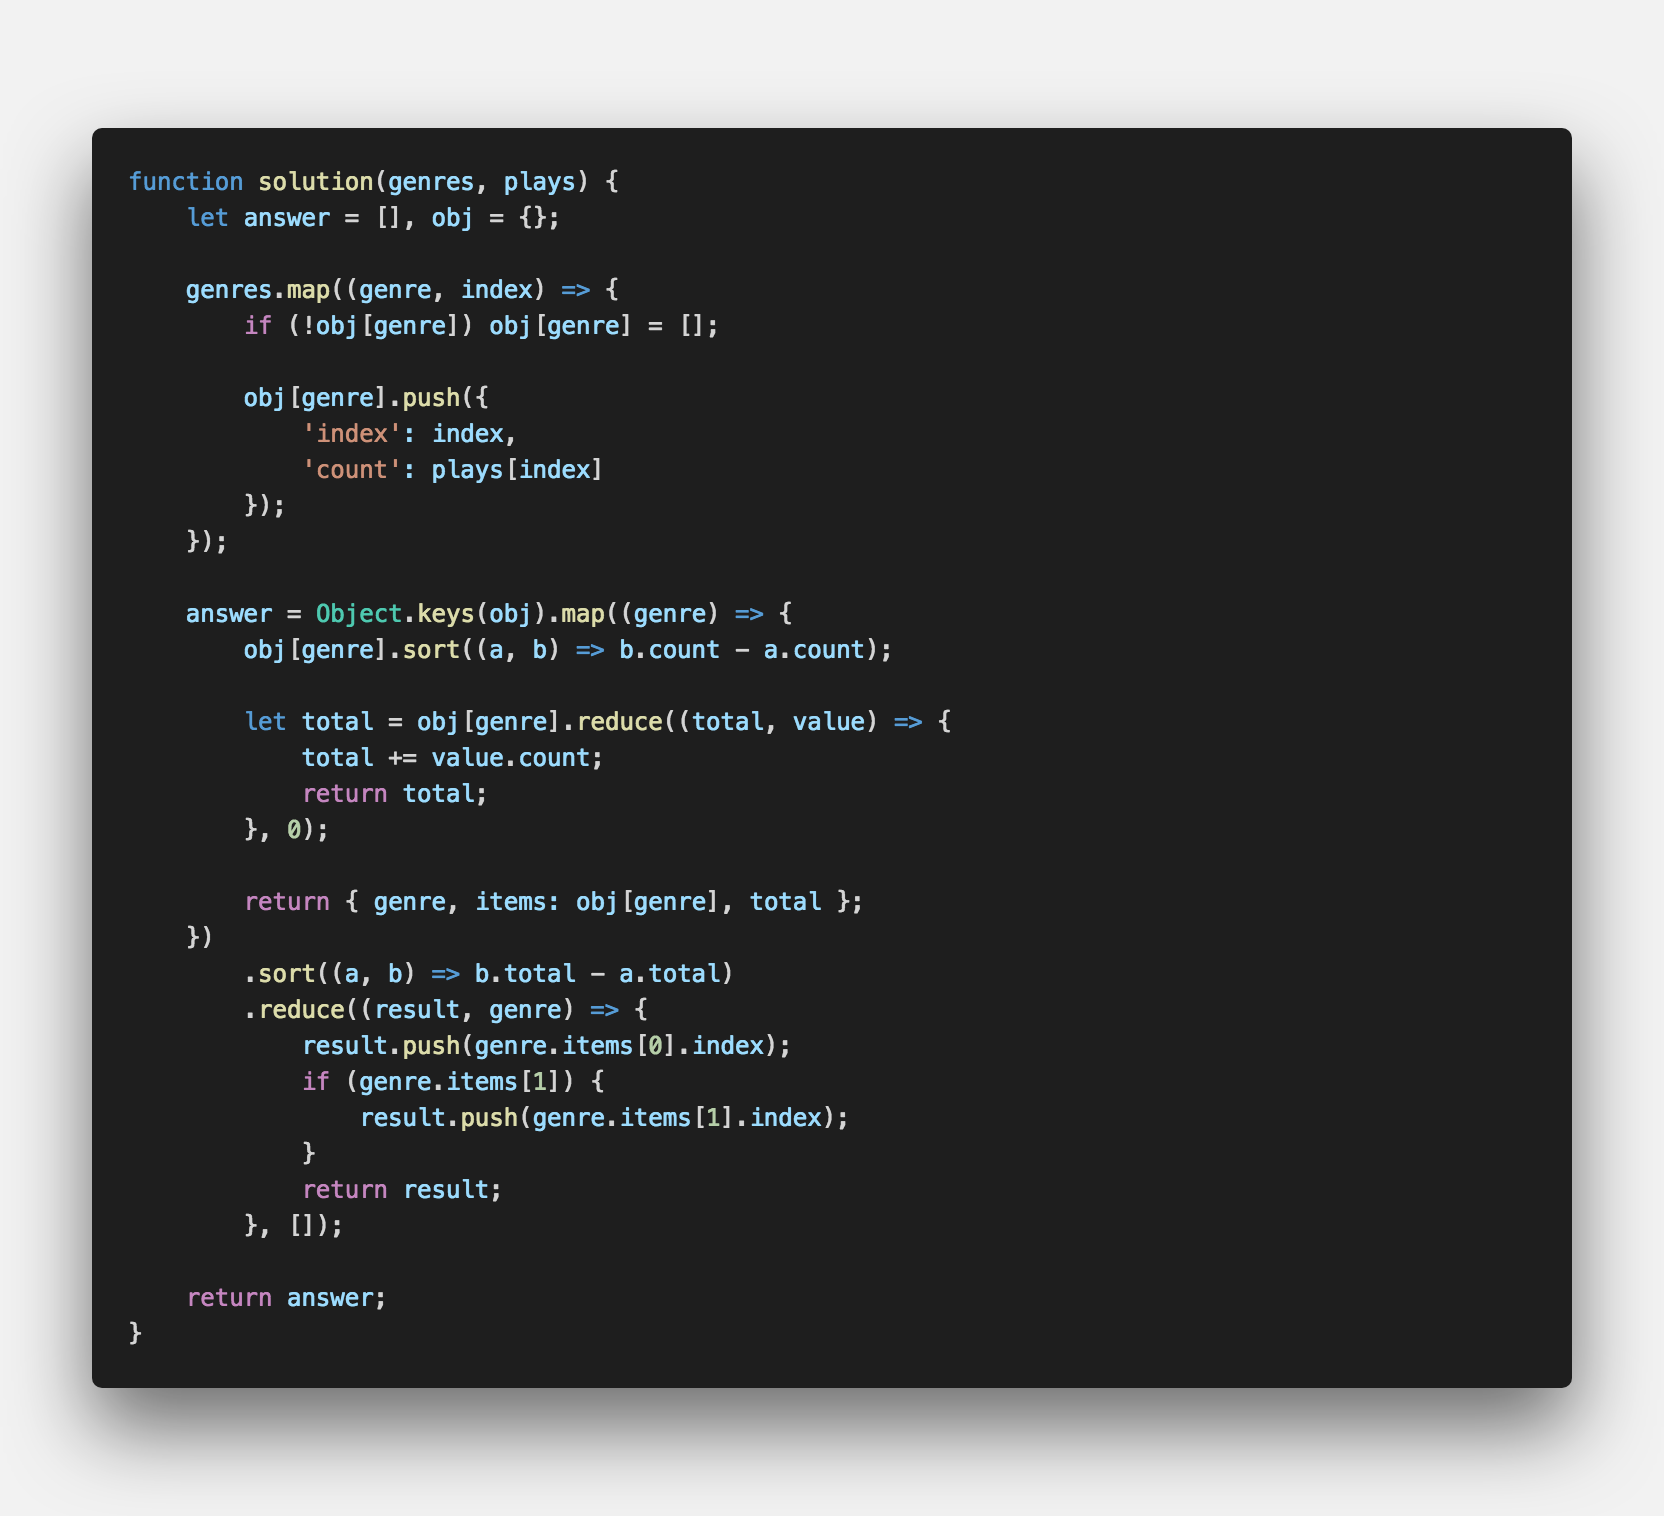 function solution(genres, plays) {
    let answer = [], obj = {};

    genres.map((genre, index) => {
        if (!obj[genre]) obj[genre] = [];

        obj[genre].push({
            'index': index,
            'count': plays[index]
        });
    });

    answer = Object.keys(obj).map((genre) => {
        obj[genre].sort((a, b) => b.count - a.count);

        let total = obj[genre].reduce((total, value) => {
            total += value.count;
            return total;
        }, 0);

        return { genre, items: obj[genre], total };
    })
        .sort((a, b) => b.total - a.total)
        .reduce((result, genre) => {
            result.push(genre.items[0].index);
            if (genre.items[1]) {
                result.push(genre.items[1].index);
            }
            return result;
        }, []);

    return answer;
}